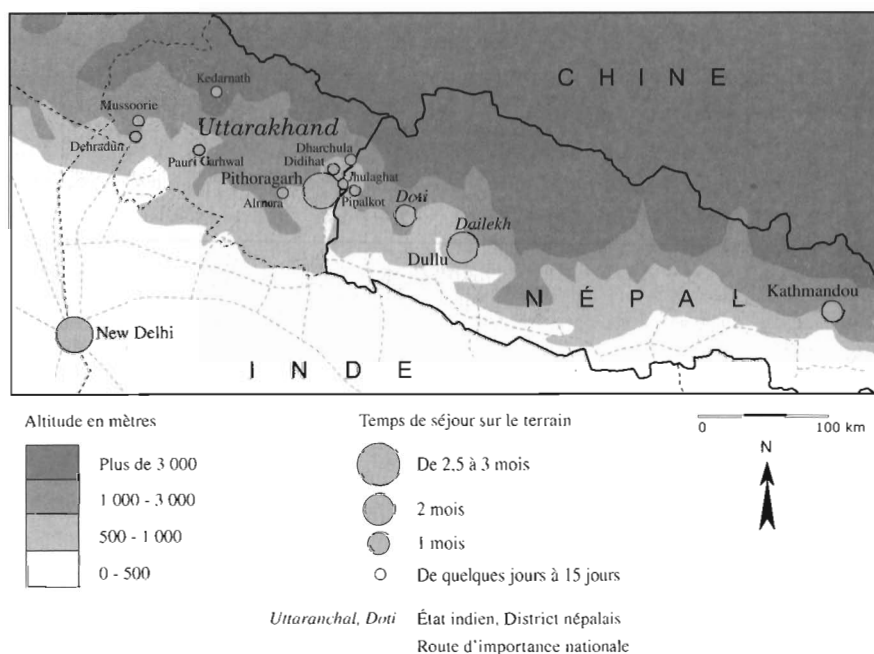 CHINE
Kedarnath
Mussoorie
Uttarakhand
Dehradun
Pauri Garhwal
Dharchula
Didihat
Jhulaghat
Pithoragarh
Almora
Pipalkot
Doti
Dailekh
Dullu
NÉPAL
Kathmandou
New Delhi
INDE
Altitude en mètres
Plus de 3 000
1 000 - 3 000
500 - 1 000
0 - 500
Temps de séjour sur le terrain
De 2,5 à 3 mois
2 mois
1 mois
De quelques jours à 15 jours
0 100 km
N
Uttaranchal, Doti État indien, District népalais
Route d'importance nationale